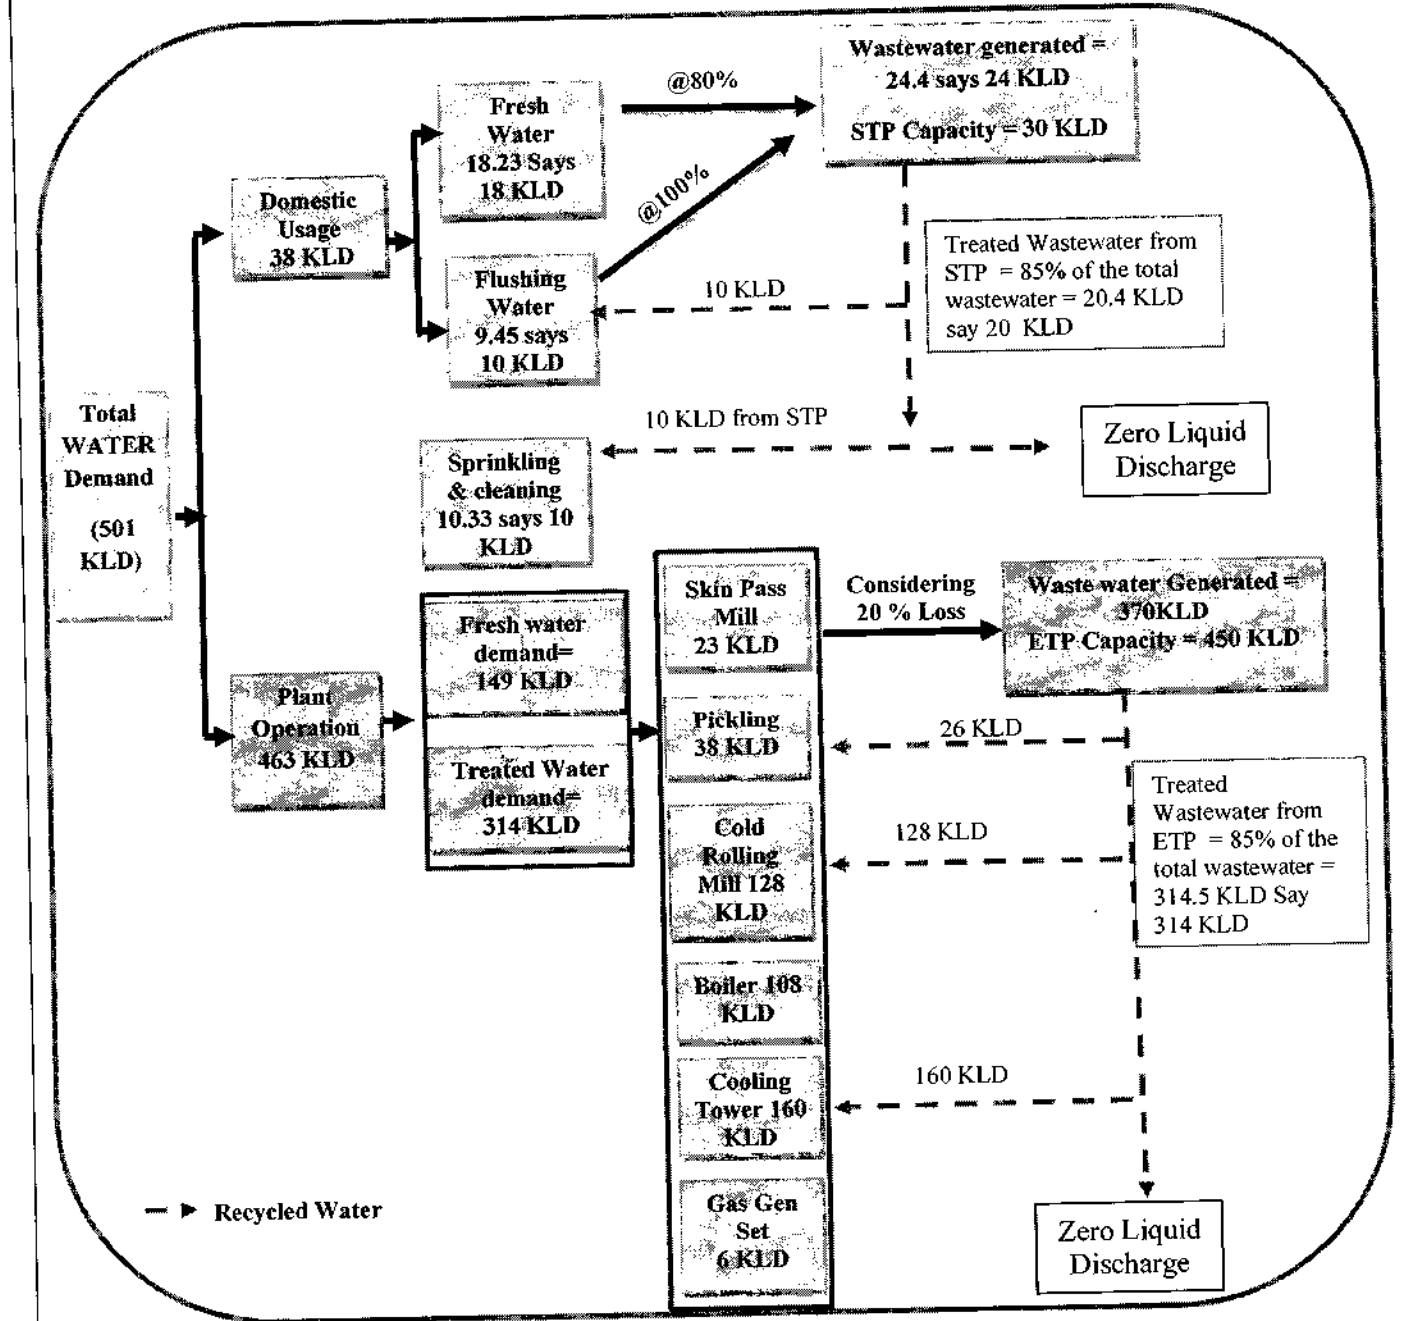 Total
WATER
Demand
(501
KLD)
Domestic
Usage
38 KLD
Fresh
Water
18.23 Says
18 KLD
@80%
Wastewater generated =
24.4 says 24 KLD
STP Capacity = 30 KLD
@100%
Flushing
Water
9.45 says
10 KLD
10 KLD
Treated Wastewater from
STP = 85% of the total
wastewater = 20.4 KLD
say 20 KLD
10 KLD from STP
Sprinkling
& cleaning
10.33 says 10
KLD
Zero Liquid
Discharge
Plant
Operation
463 KLD
Fresh water
demand=
149 KLD
Treated Water
demand=
314 KLD
Skin Pass
Mill
23 KLD
Pickling
38 KLD
Cold
Rolling
Mill 128
KLD
Boiler 108
KLD
Cooling
Tower 160
KLD
Gas Gen
Set
6 KLD
Considering
20 % Loss
Waste water Generated =
370KLD
ETP Capacity = 450 KLD
26 KLD
128 KLD
160 KLD
Treated
Wastewater from
ETP = 85% of the
total wastewater =
314.5 KLD Say
314 KLD
Zero Liquid
Discharge
Recycled Water